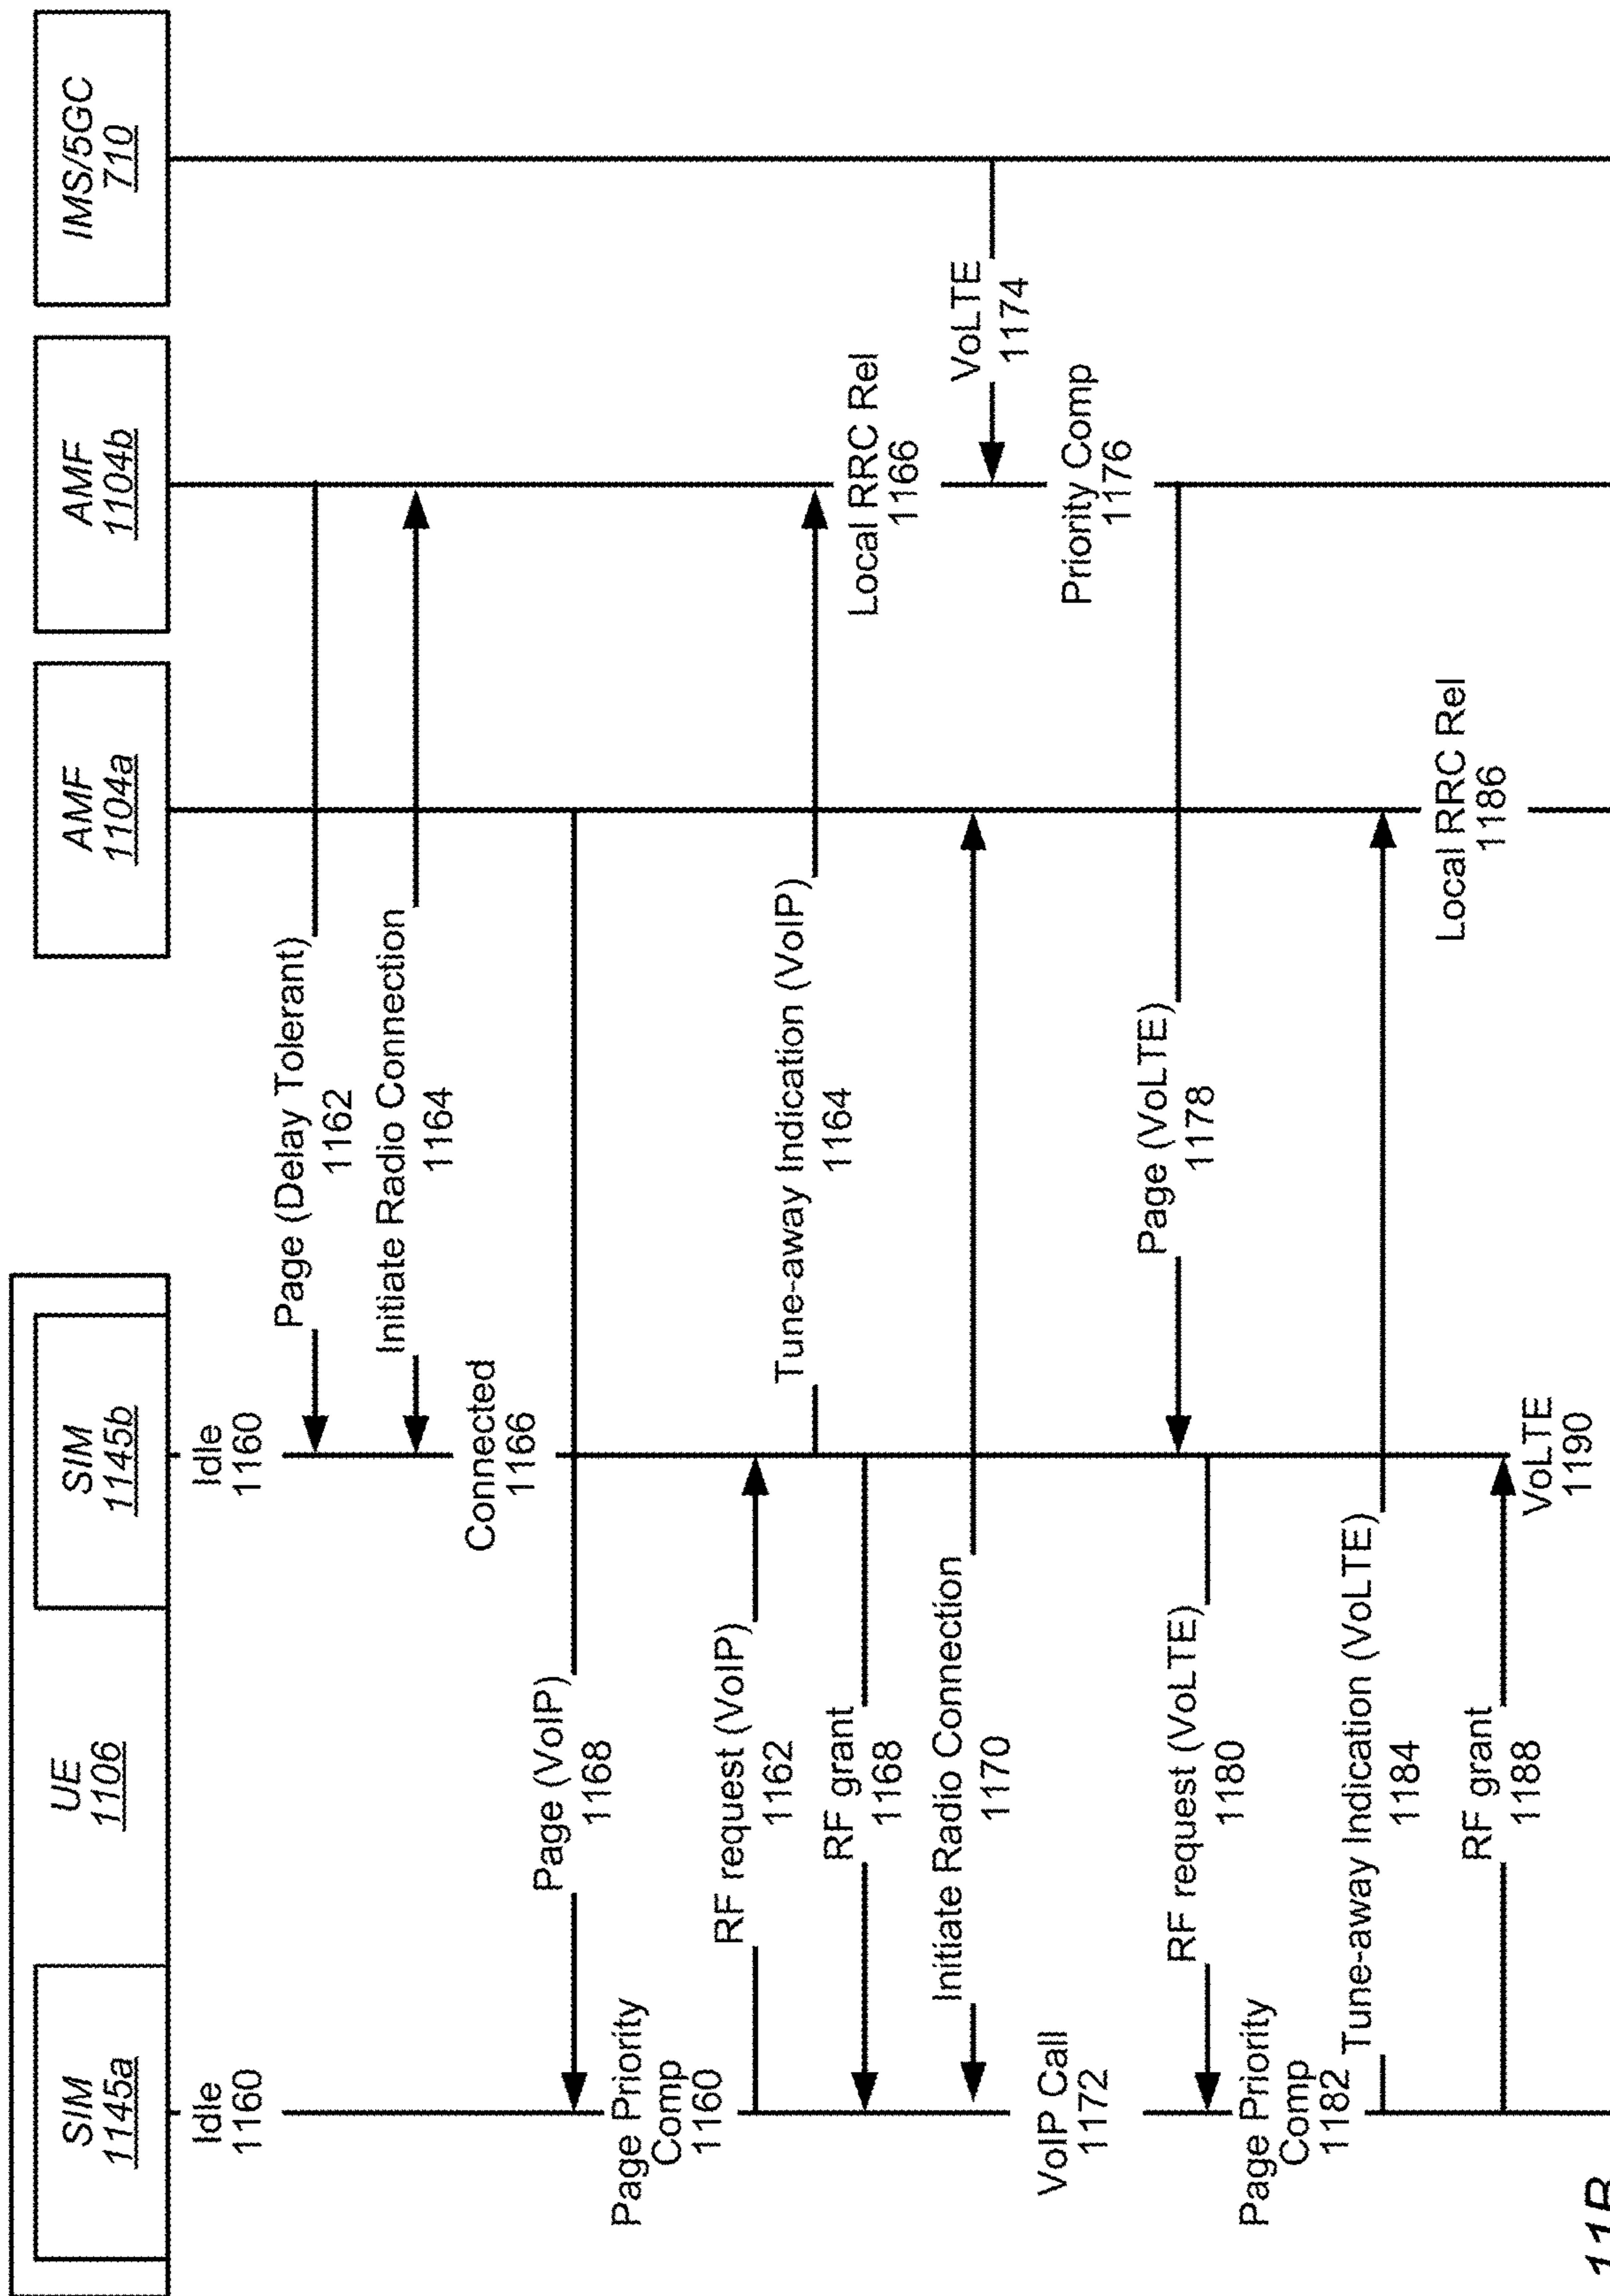 UE
1106
SIM
1145a
SIM
1145b
AMF
1104a
AMF
1104b
IMS/5GC
710
Idle
1160
Idle
1160
Page (Delay Tolerant)
1162
Initiate Radio Connection
1164
Connected
1166
Page (VoIP)
1168
Page Priority
Comp
1160
RF request (VoIP)
1162
Tune-away Indication (VoIP)
1164
Local RRC Rel
1166
RF grant
1168
Initiate Radio Connection
1170
VoLTE
1174
VoIP Call
1172
Priority Comp
1176
Page (VoLTE)
1178
RF request (VoLTE)
1180
Page Priority
Comp
1182
Tune-away Indication (VoLTE)
1184
Local RRC Rel
1186
RF grant
1188
VoLTE
1190
11B